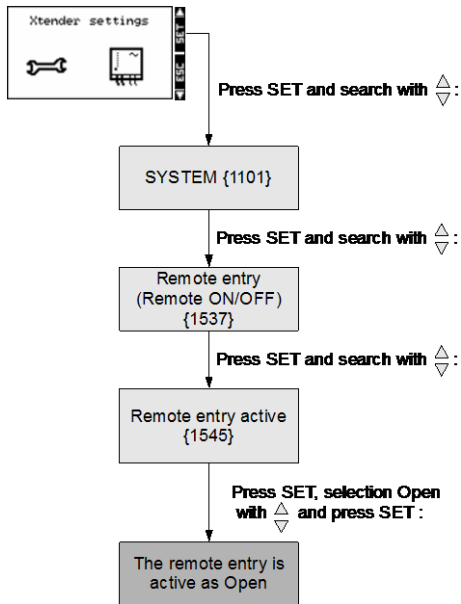 Xtender settings
SET
ESC
Press SET and search with :
SYSTEM {1101}
Press SET and search with :
Remote entry
(Remote ON/OFF)
{1537}
Press SET and search with :
Remote entry active
{1545}
Press SET, selection Open
with and press SET :
The remote entry is
active as Open